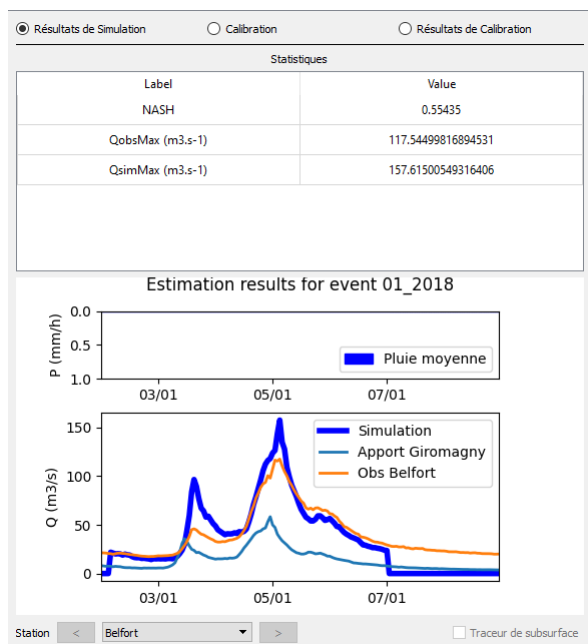 Résultats de Simulation Calibration Résultats de Calibration
Statistiques
Label Value
NASH 0.55435
QobsMax (m3.s-1) 117.54499816894531
QsimMax (m3.s-1) 157.61500549316406
Estimation results for event 01_2018
P (mm/h)
0.0
0.5
1.0
Pluie moyenne
03/01 05/01 07/01
Q (m3/s)
150
100
50
0
Simulation
Apport Giromagny
Obs Belfort
03/01 05/01 07/01
Station < Belfort > Traceur de subsurface